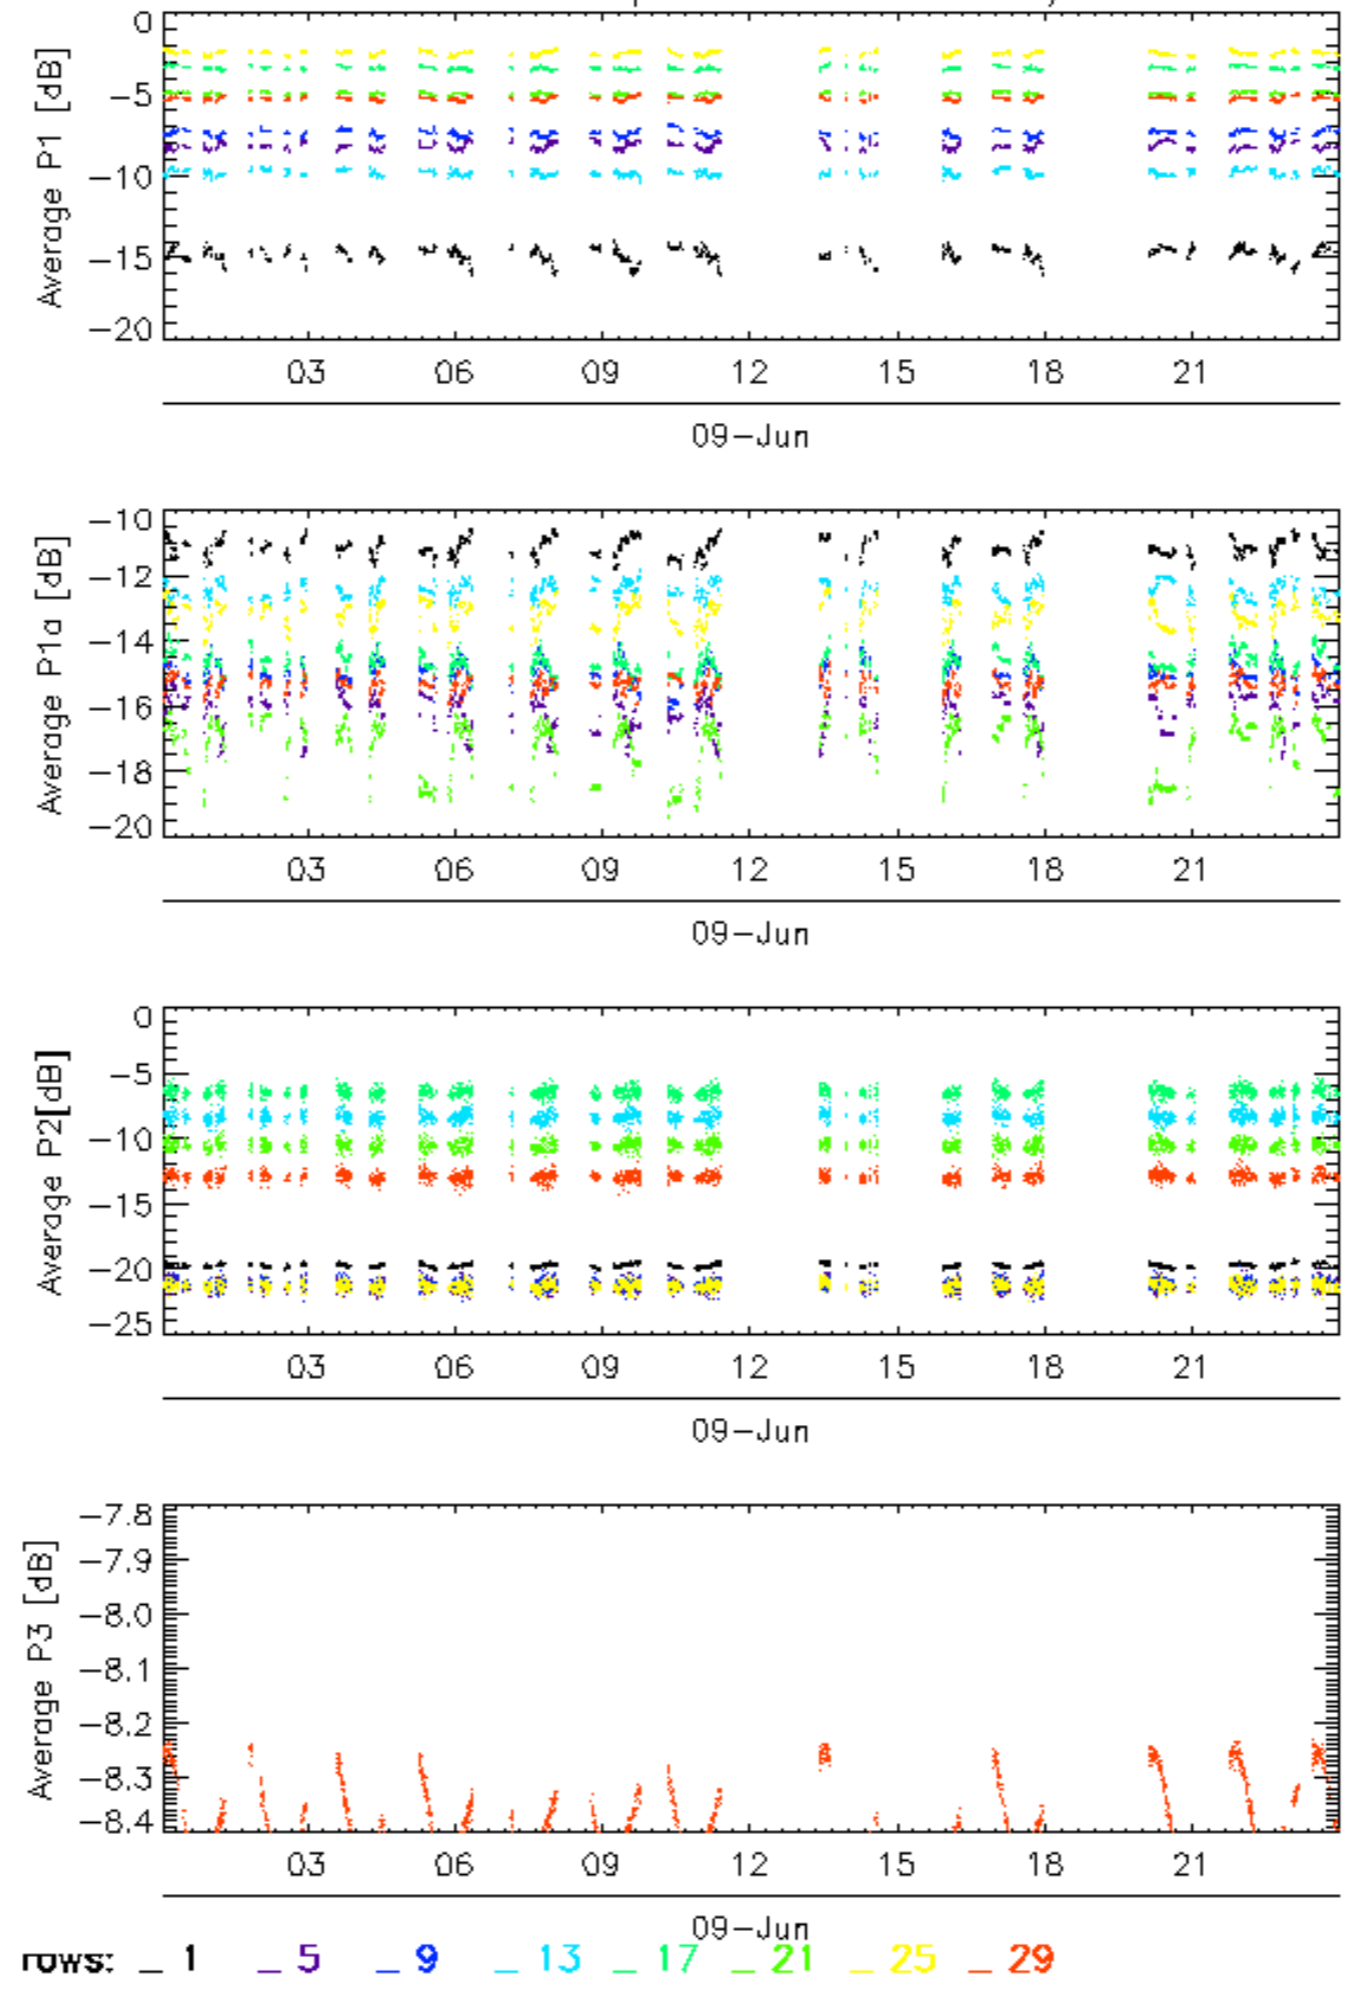 0
−5
−10
−15
−20
Average P1 [dB]
03 06 09 12 15 18 21
09−Jun
−10
−12
−14
−16
−18
−20
Average P1a [dB]
03 06 09 12 15 18 21
09−Jun
0
−5
−10
−15
−20
−25
Average P2[dB]
03 06 09 12 15 18 21
09−Jun
−7.8
−7.9
−8.0
−8.1
−8.2
−8.3
−8.4
Average P3 [dB]
03 06 09 12 15 18 21
09−Jun
rows: _ 1 _ 5 _ 9 _ 13 _ 17 _ 21 _ 25 _ 29